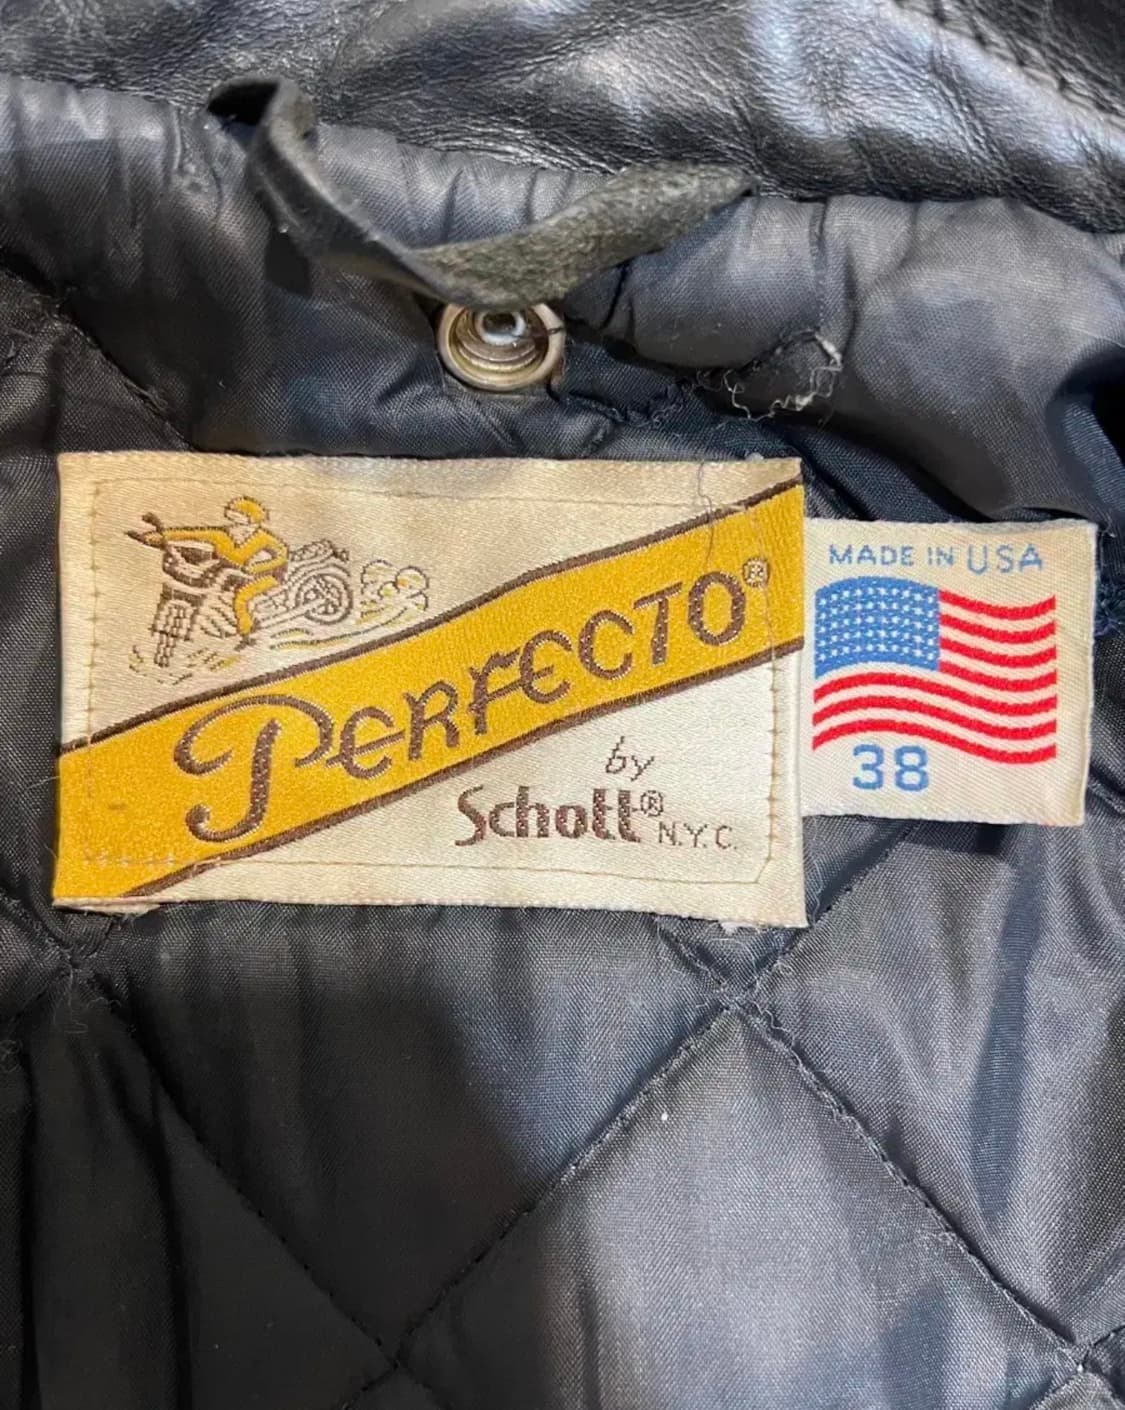 PERFECTO®
by
Schott®
N.Y.C.
MADE IN USA
38